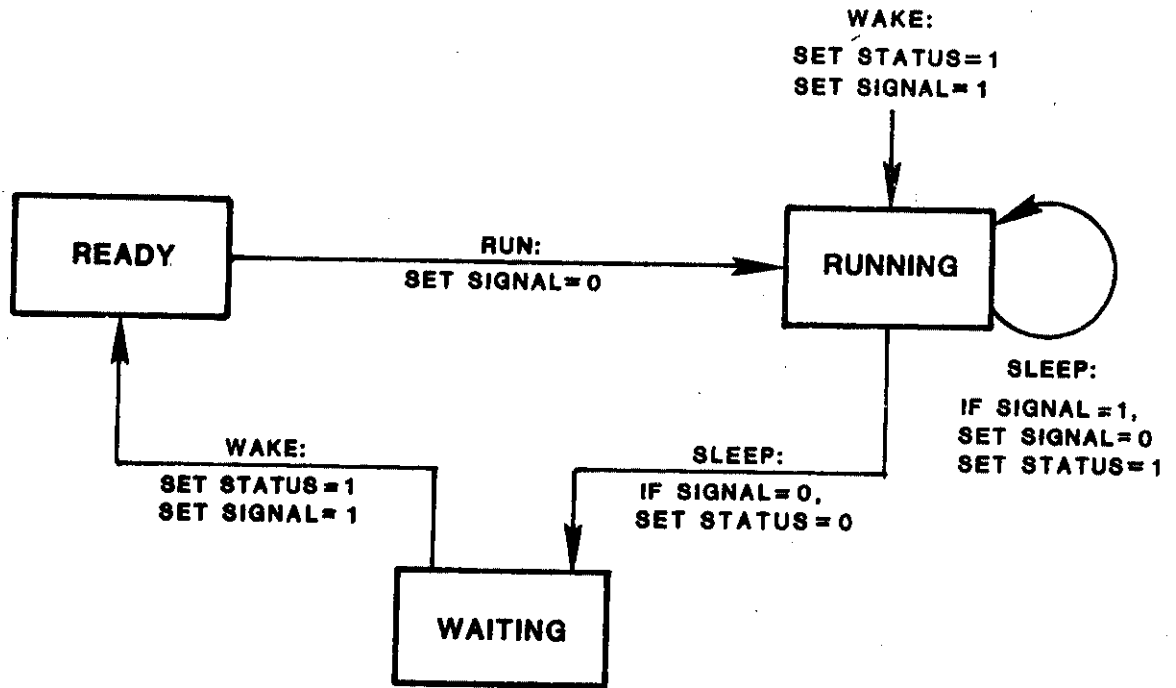 WAKE:
SET STATUS=1
SET SIGNAL=1
READY
RUN:
SET SIGNAL=0
RUNNING
SLEEP:
IF SIGNAL=1,
SET SIGNAL=0
SET STATUS=1
WAKE:
SET STATUS=1
SET SIGNAL=1
SLEEP:
IF SIGNAL=0,
SET STATUS=0
WAITING